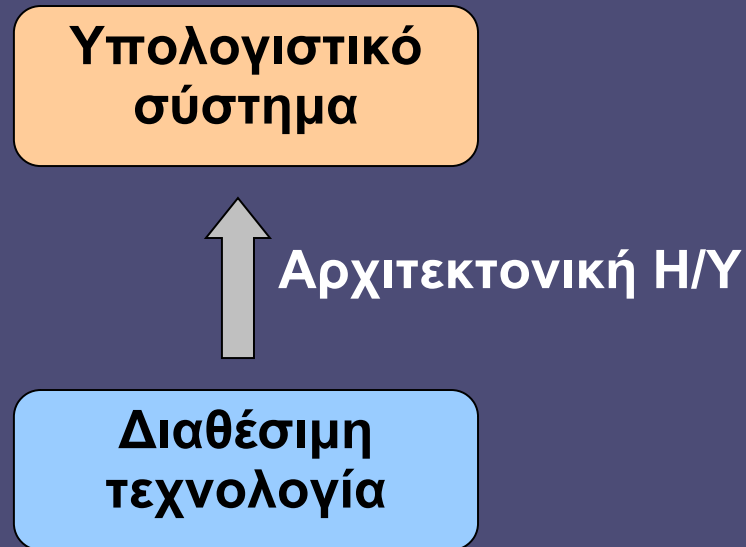 Υπολογιστικό
σύστημα
Αρχιτεκτονική Η/Υ
Διαθέσιμη
τεχνολογία